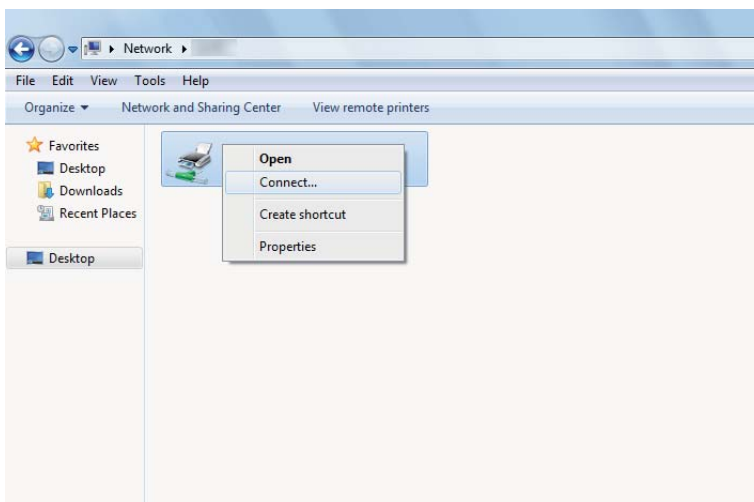 Network
File Edit View Tools Help
Organize Network and Sharing Center View remote printers
Favorites
Desktop
Downloads
Recent Places
Desktop
Open
Connect...
Create shortcut
Properties